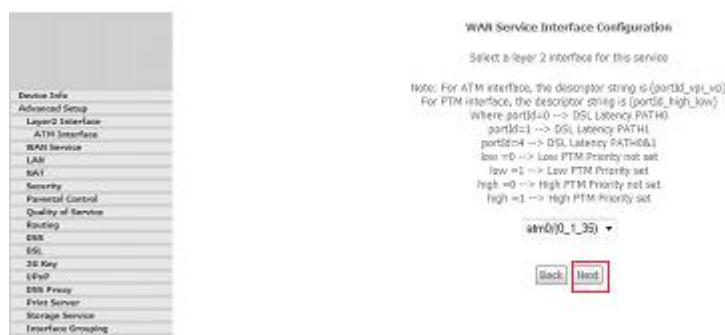 WAN Service Interface Configuration
Select a layer 2 interface for this service
Note: For ATM interface, the descriptor string is (portId_vpi_vci)
For PTM interface, the descriptor string is (portId_high_low)
Where portId=0 --> DSL Latency PATH0
portId=1 --> DSL Latency PATH1
portId=4 --> DSL Latency PATH0&1
low =0 --> Low PTM Priority not set
low =1 --> Low PTM Priority set
high =0 --> High PTM Priority not set
high =1 --> High PTM Priority set
atm0/(0_1_35)
Back Next
Device Info
Advanced Setup
Layer2 Interface
ATM Interface
WAN Service
LAN
NAT
Security
Parental Control
Quality of Service
Routing
DNS
DSL
3G Key
UPnP
DNS Proxy
Print Server
Storage Service
Interface Grouping